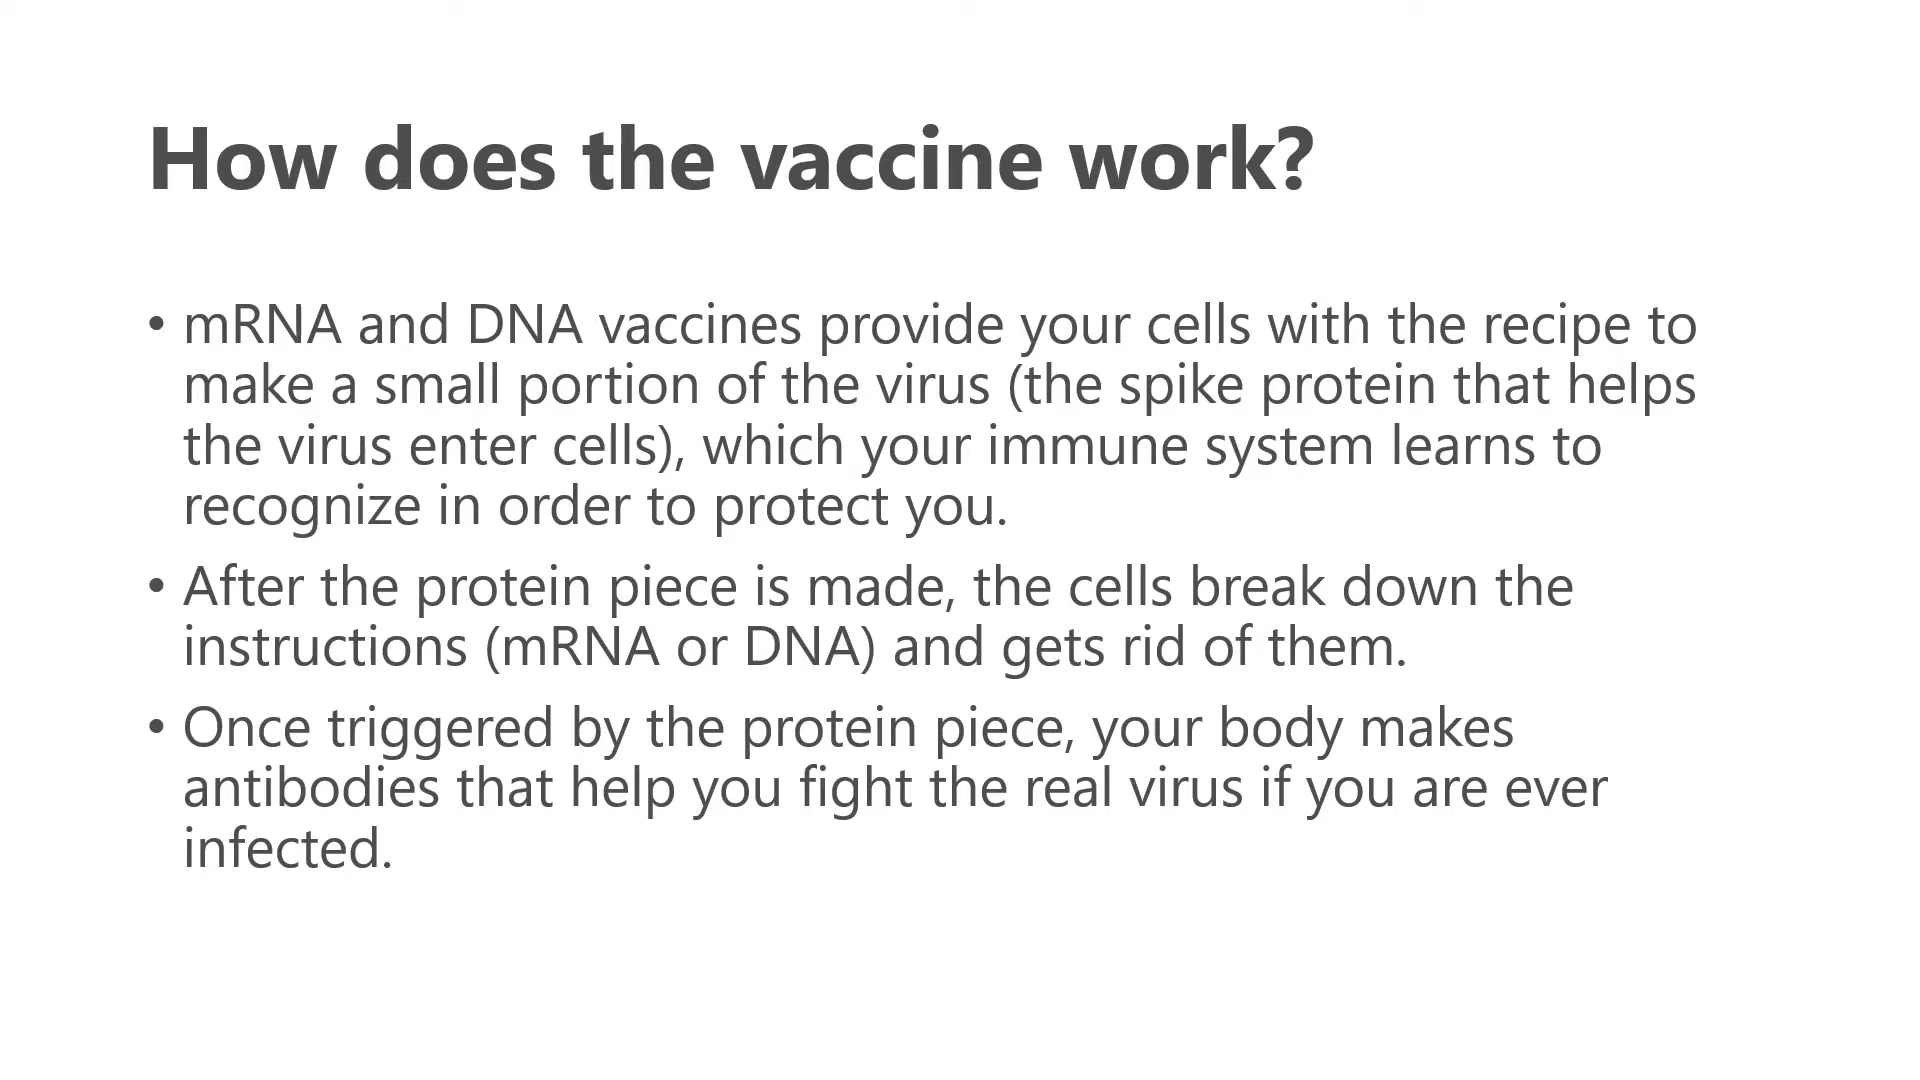 How does the vaccine work?
• mRNA and DNA vaccines provide your cells with the recipe to
make a small portion of the virus (the spike protein that helps
the virus enter cells), which your immune system learns to
recognize in order to protect you.
• After the protein piece is made, the cells break down the
instructions (mRNA or DNA) and gets rid of them.
• Once triggered by the protein piece, your body makes
antibodies that help you fight the real virus if you are ever
infected.